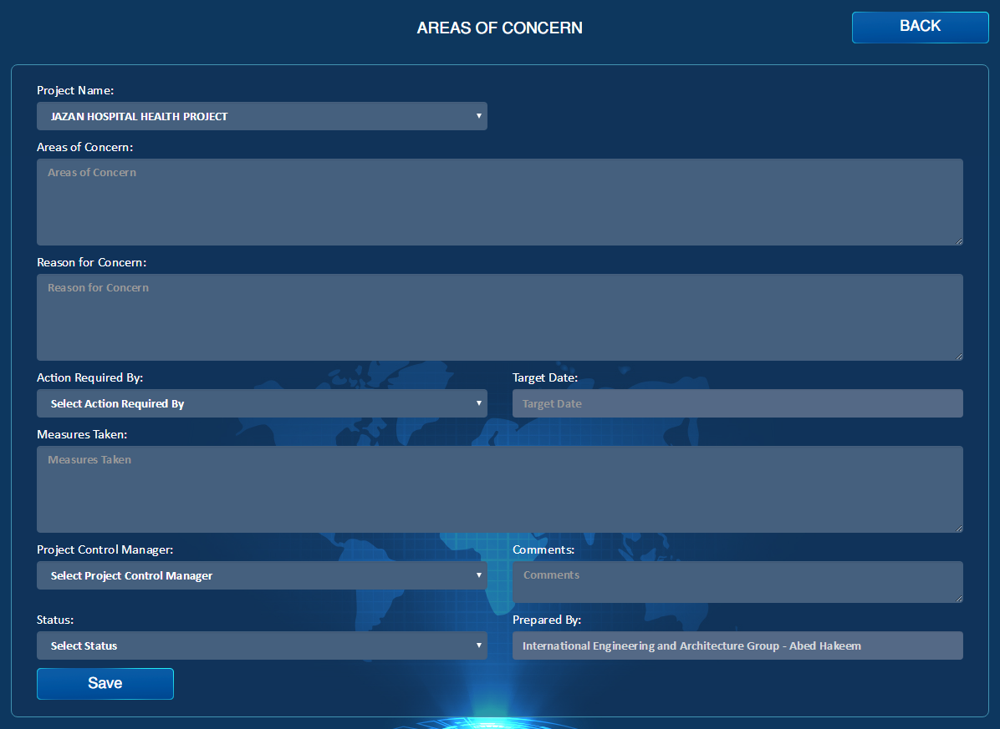 AREAS OF CONCERN
BACK
Project Name:
JAZAN HOSPITAL HEALTH PROJECT
Areas of Concern:
Areas of Concern
Reason for Concern:
Reason for Concern
Action Required By:
Target Date:
Select Action Required By
Target Date
Measures Taken:
Measures Taken
Project Control Manager:
Comments:
Select Project Control Manager
Comments
Status:
Prepared By:
Select Status
International Engineering and Architecture Group - Abed Hakeem
Save